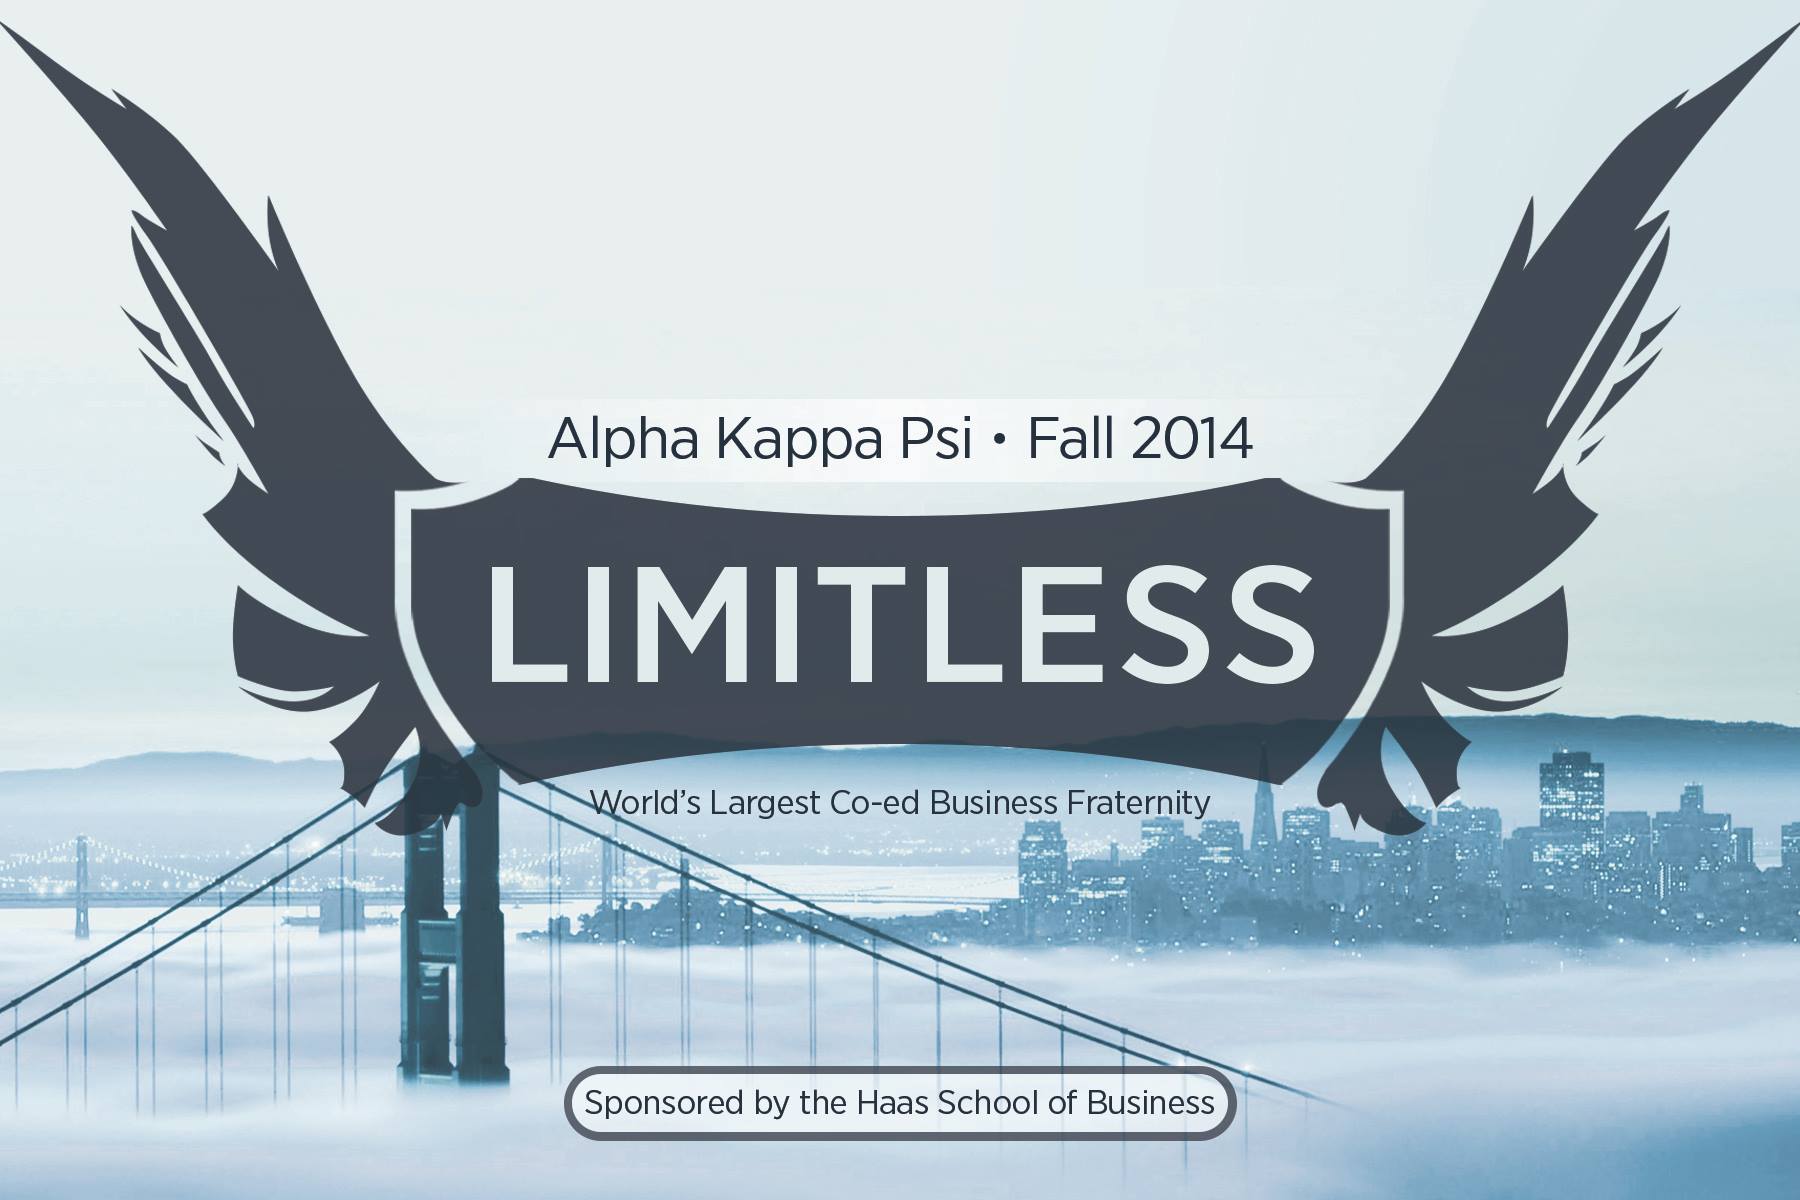 Alpha Kappa Psi • Fall 2014
LIMITLESS
World’s Largest Co-ed Business Fraternity
Sponsored by the Haas School of Business